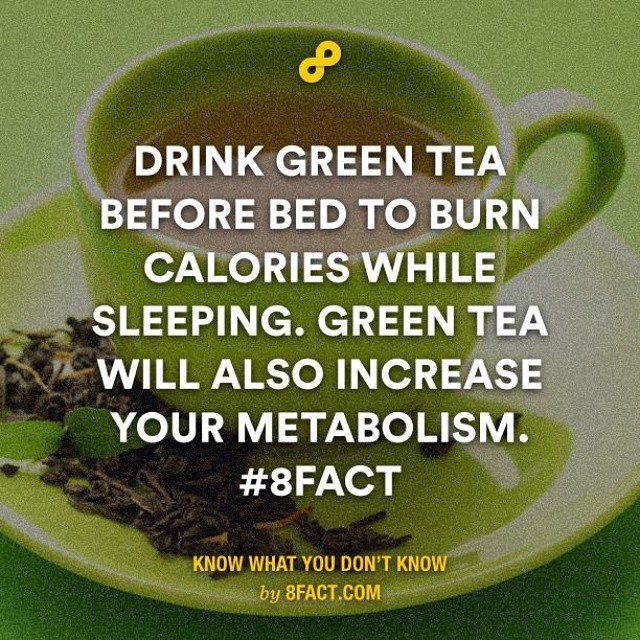 DRINK GREEN TEA
BEFORE BED TO BURN
CALORIES WHILE
SLEEPING. GREEN TEA
WILL ALSO INCREASE
YOUR METABOLISM.
#8FACT
KNOW WHAT YOU DON'T KNOW
by 8FACT.COM